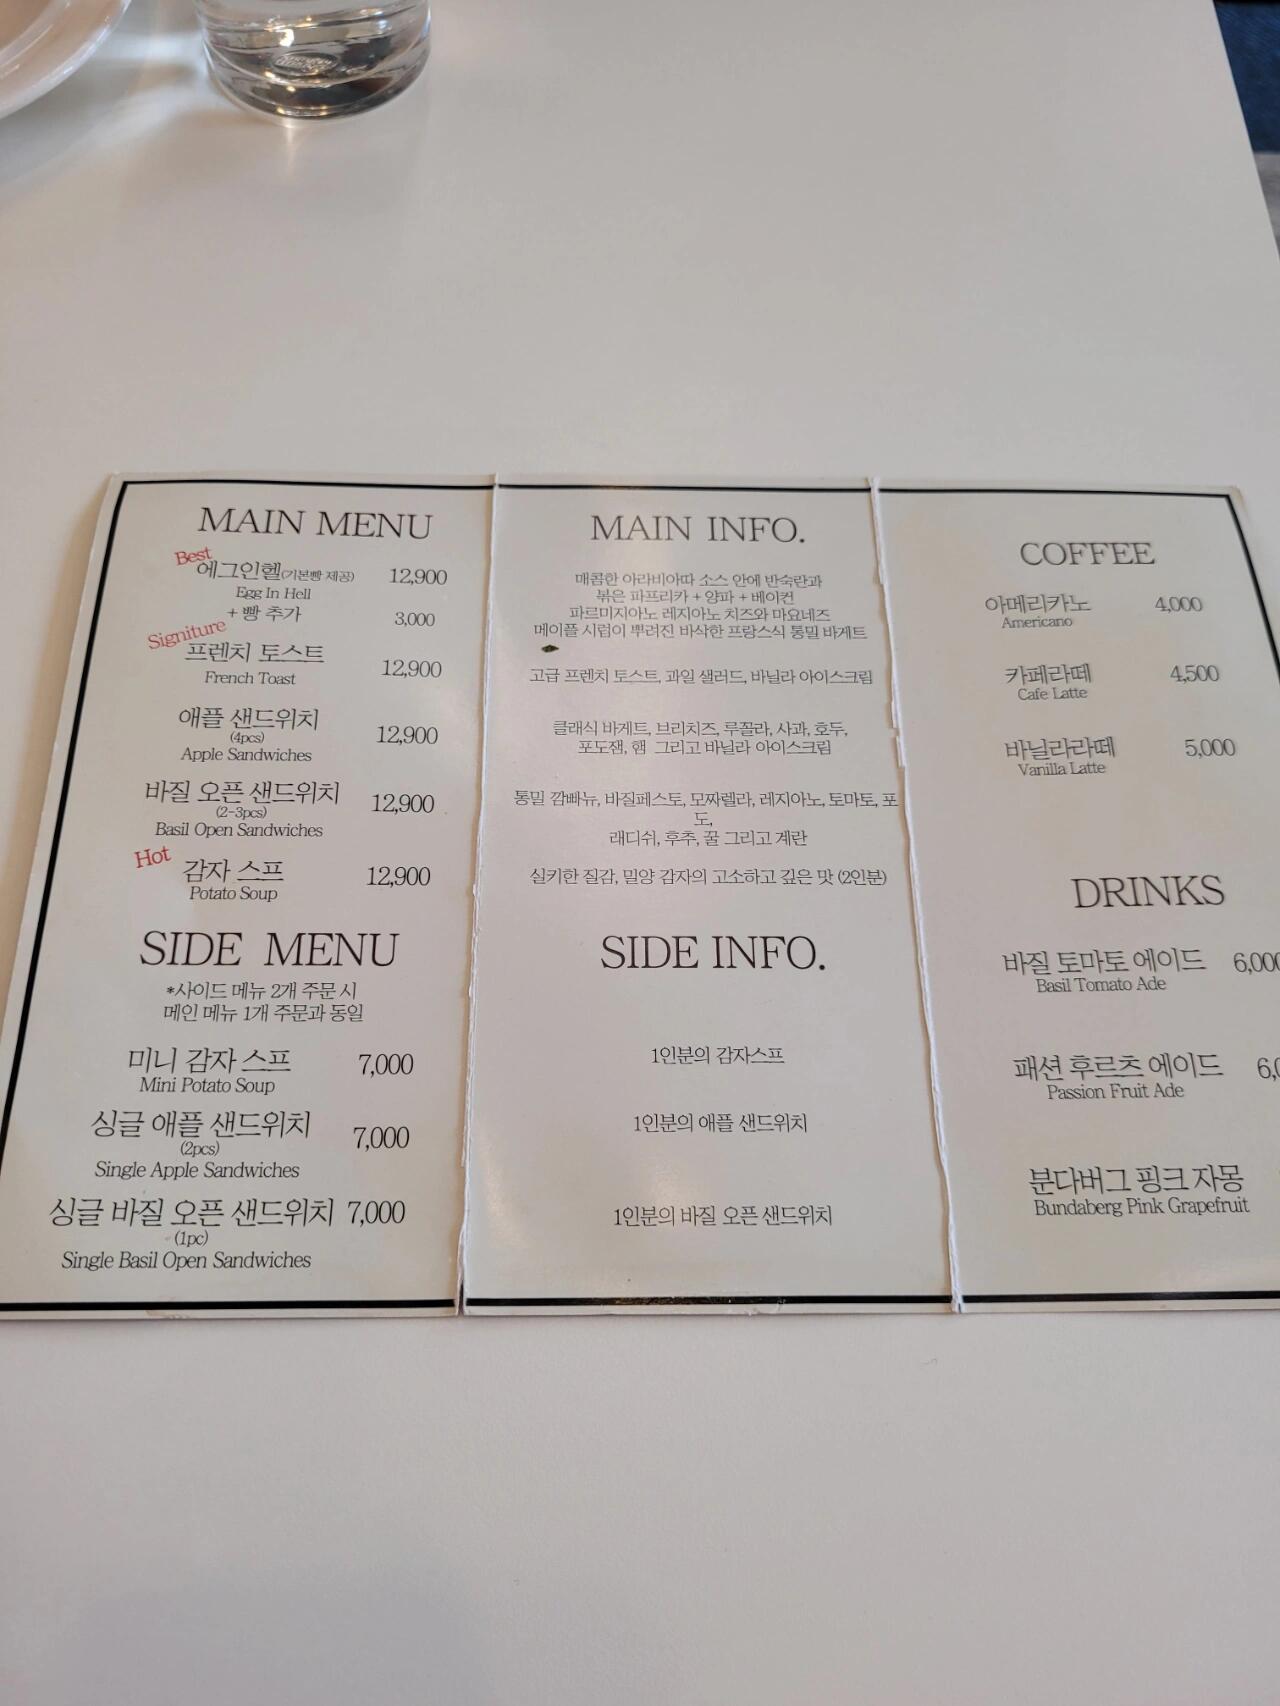 MAIN MENU
Best
에그인헬(기본빵 제공) 12,900
Egg In Hell
+ 빵 추가 3,000
Signiture
프렌치 토스트 12,900
French Toast
애플 샌드위치 12,900
(4pcs)
Apple Sandwiches
바질 오픈 샌드위치 12,900
(2-3pcs)
Basil Open Sandwiches
Hot
감자 스프 12,900
Potato Soup
SIDE MENU
*사이드 메뉴 2개 주문 시
메인 메뉴 1개 주문과 동일
미니 감자 스프 7,000
Mini Potato Soup
싱글 애플 샌드위치 7,000
(2pcs)
Single Apple Sandwiches
싱글 바질 오픈 샌드위치 7,000
(1pc)
Single Basil Open Sandwiches
MAIN INFO.
매콤한 아라비아따 소스 안에 반숙란과
볶은 파프리카 + 양파 + 베이컨
파르미지아노 레지아노 치즈와 마요네즈
메이플 시럽이 뿌려진 바삭한 프랑스식 통밀 바게트
고급 프렌치 토스트, 과일 샐러드, 바닐라 아이스크림
클래식 바게트, 브리치즈, 루꼴라, 사과, 호두,
포도잼, 햄 그리고 바닐라 아이스크림
통밀 깜빠뉴, 바질페스토, 모짜렐라, 레지아노, 토마토, 포
도,
래디쉬, 후추, 꿀 그리고 계란
실키한 질감, 밀양 감자의 고소하고 깊은 맛 (2인분)
SIDE INFO.
1인분의 감자스프
1인분의 애플 샌드위치
1인분의 바질 오픈 샌드위치
COFFEE
아메리카노 4,000
Americano
카페라떼 4,500
Cafe Latte
바닐라라떼 5,000
Vanilla Latte
DRINKS
바질 토마토 에이드 6,000
Basil Tomato Ade
패션 후르츠 에이드
Passion Fruit Ade
분다버그 핑크 자몽
Bundaberg Pink Grapefruit